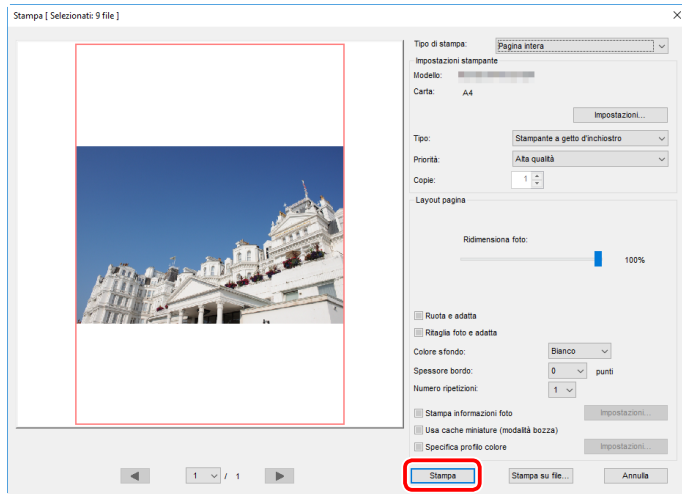 Stampa [ Selezionati: 9 file ]
Tipo di stampa: Pagina intera
Impostazioni stampante
Modello:
Carta: A4
Impostazioni...
Tipo: Stampante a getto d'inchiostro
Priorità: Alta qualità
Copie: 1
Layout pagina
Ridimensiona foto:
100%
Ruota e adatta
Ritaglia foto e adatta
Colore sfondo: Bianco
Spessore bordo: 0 punti
Numero ripetizioni: 1
Stampa informazioni foto Impostazioni...
Usa cache miniature (modalità bozza)
Specifica profilo colore Impostazioni...
1 / 1 Stampa Stampa su file... Annulla